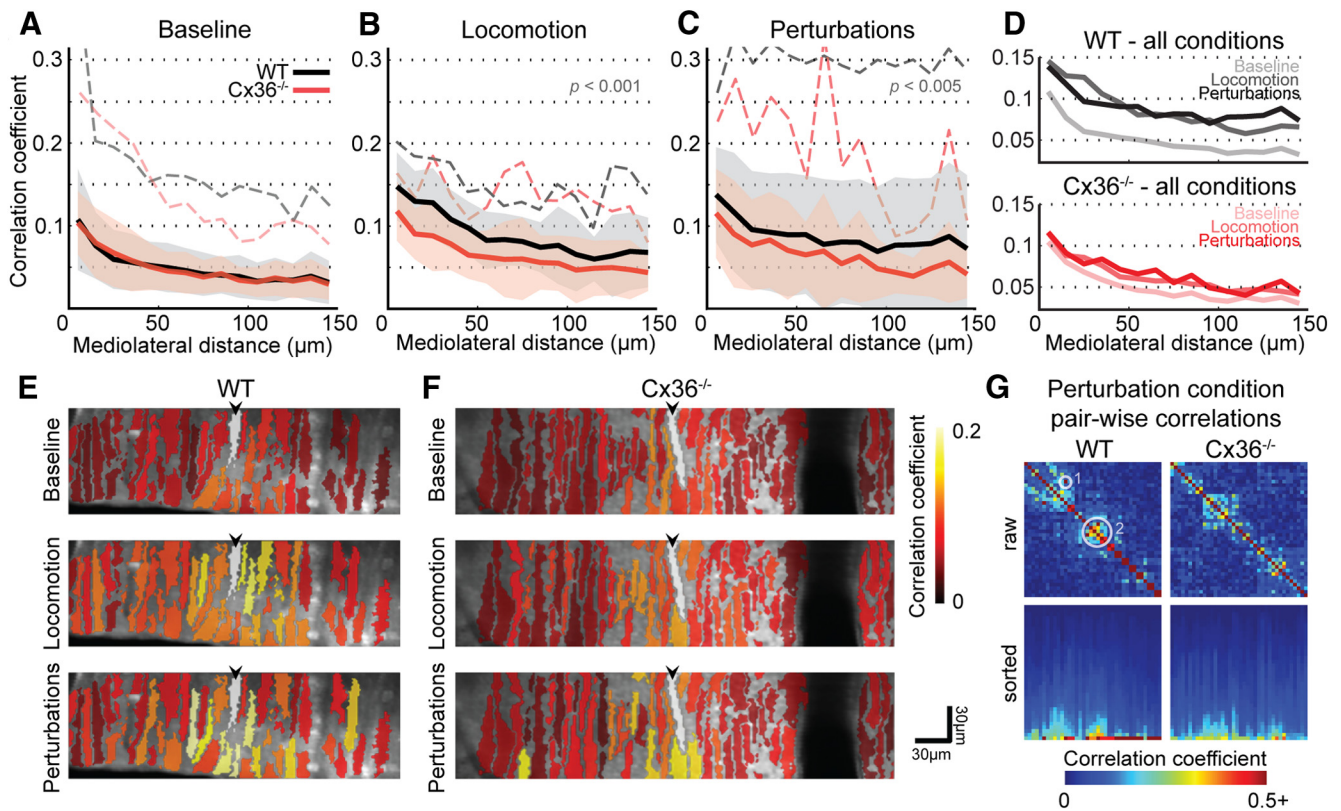 A Baseline
0.3
0.2
0.1
Correlation coefficient
WT
Cx36-/-
0 50 100 150
Mediolateral distance (µm)
B Locomotion
p < 0.001
0 50 100 150
Mediolateral distance (µm)
C Perturbations
0.3
0.2
0.1
p < 0.005
0 50 100 150
Mediolateral distance (µm)
D WT - all conditions
0.15
0.1
0.05
Baseline
Locomotion
Perturbations
Cx36-/- - all conditions
0.15
0.1
0.05
Baseline
Locomotion
Perturbations
0 50 100 150
Mediolateral distance (µm)
E WT
Baseline
Locomotion
Perturbations
F Cx36-/-
Baseline
Locomotion
Perturbations
0.2
Correlation coefficient
0
30µm
30µm
G Perturbation condition
pair-wise correlations
WT Cx36-/-
raw
1
2
sorted
Correlation coefficient
0 0.5+